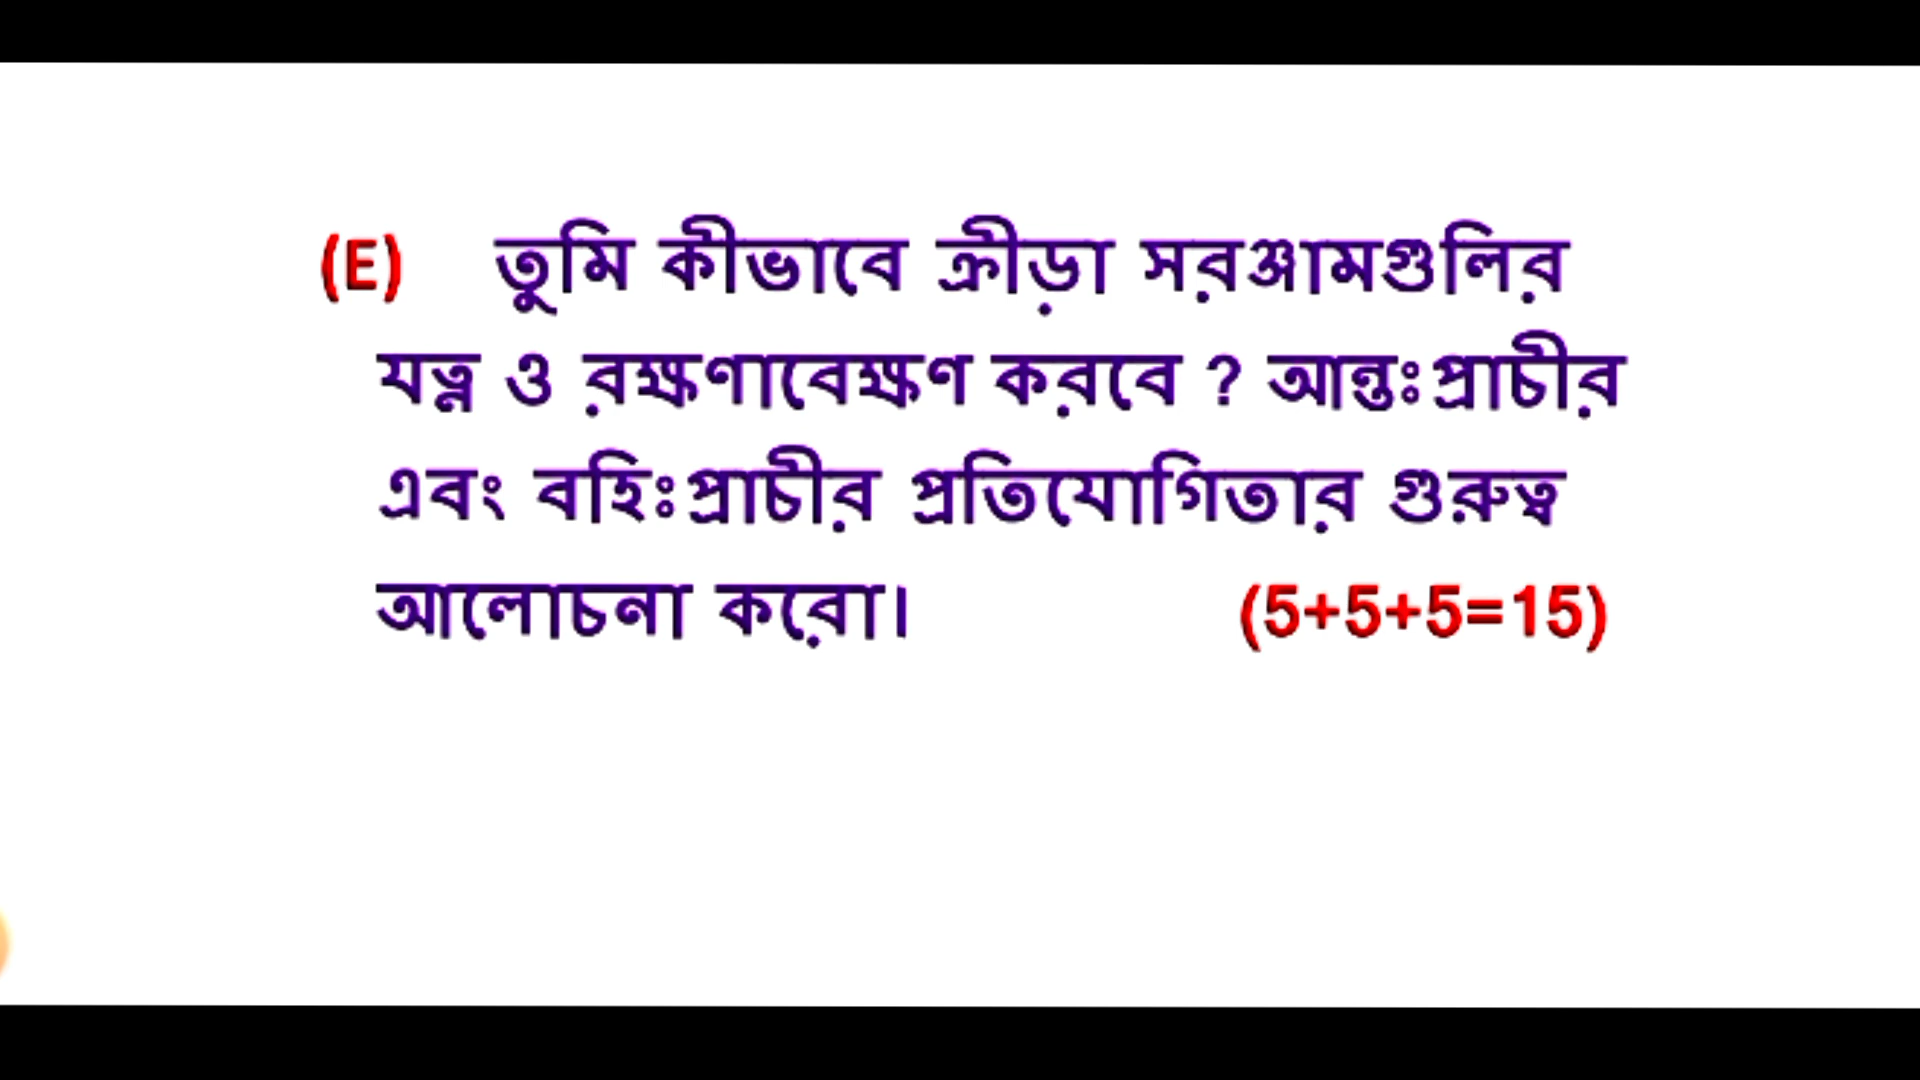 (E) তুমি কীভাবে ক্রীড়া সরঞ্জামগুলির
যত্ন ও রক্ষণাবেক্ষণ করবে ? আন্তঃপ্রাচীর
এবং বহিঃপ্রাচীর প্রতিযোগিতার গুরুত্ব
আলোচনা করো। (5+5+5=15)